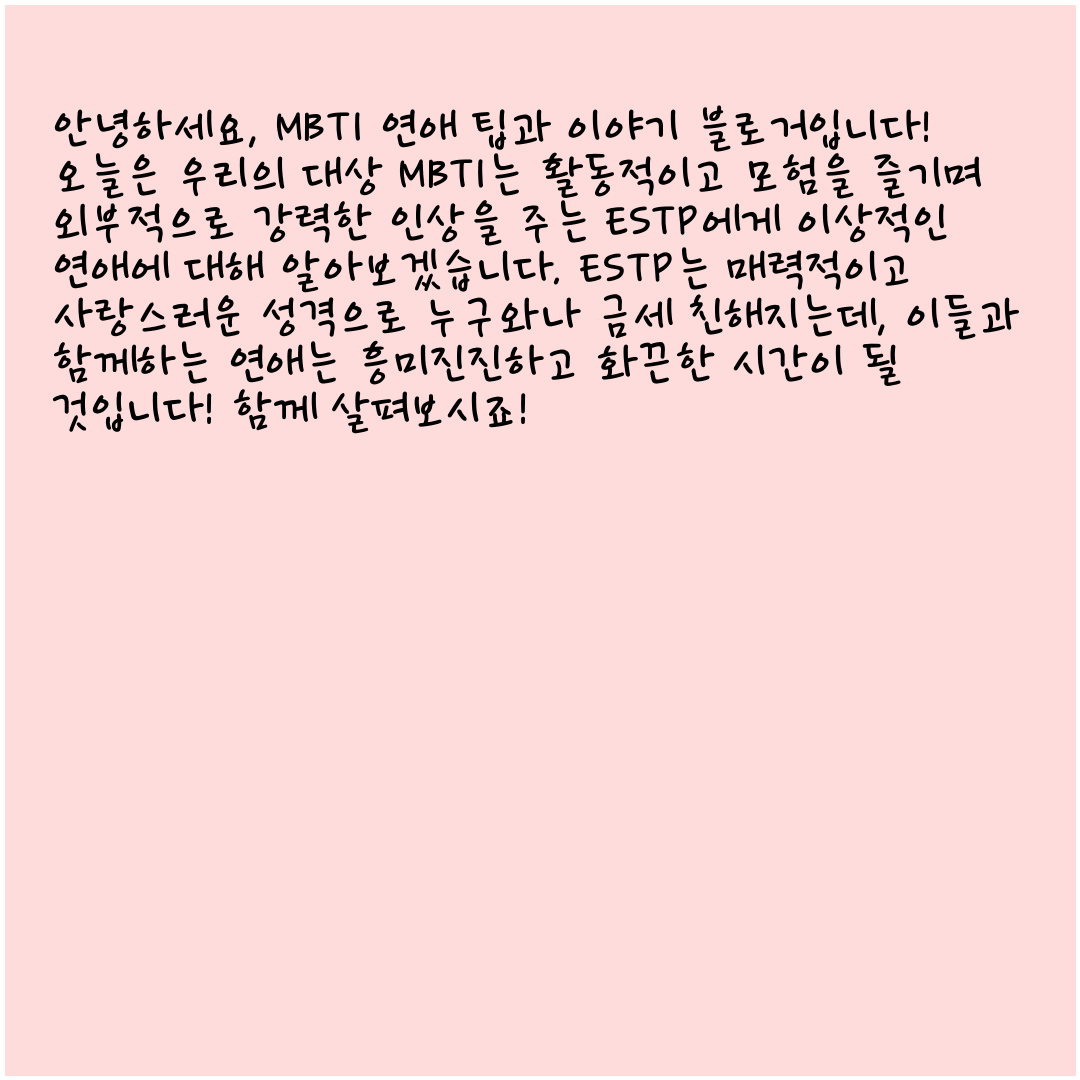 안녕하세요, MBTI 연애 팁과 이야기 블로거입니다!
오늘은 우리의 대상 MBTI는 활동적이고 모험을 즐기며
외부적으로 강력한 인상을 주는 ESTP에게 이상적인
연애에 대해 알아보겠습니다. ESTP는 매력적이고
사랑스러운 성격으로 누구와나 금세 친해지는데, 이들과
함께하는 연애는 흥미진진하고 화끈한 시간이 될
것입니다! 함께 살펴보시죠!